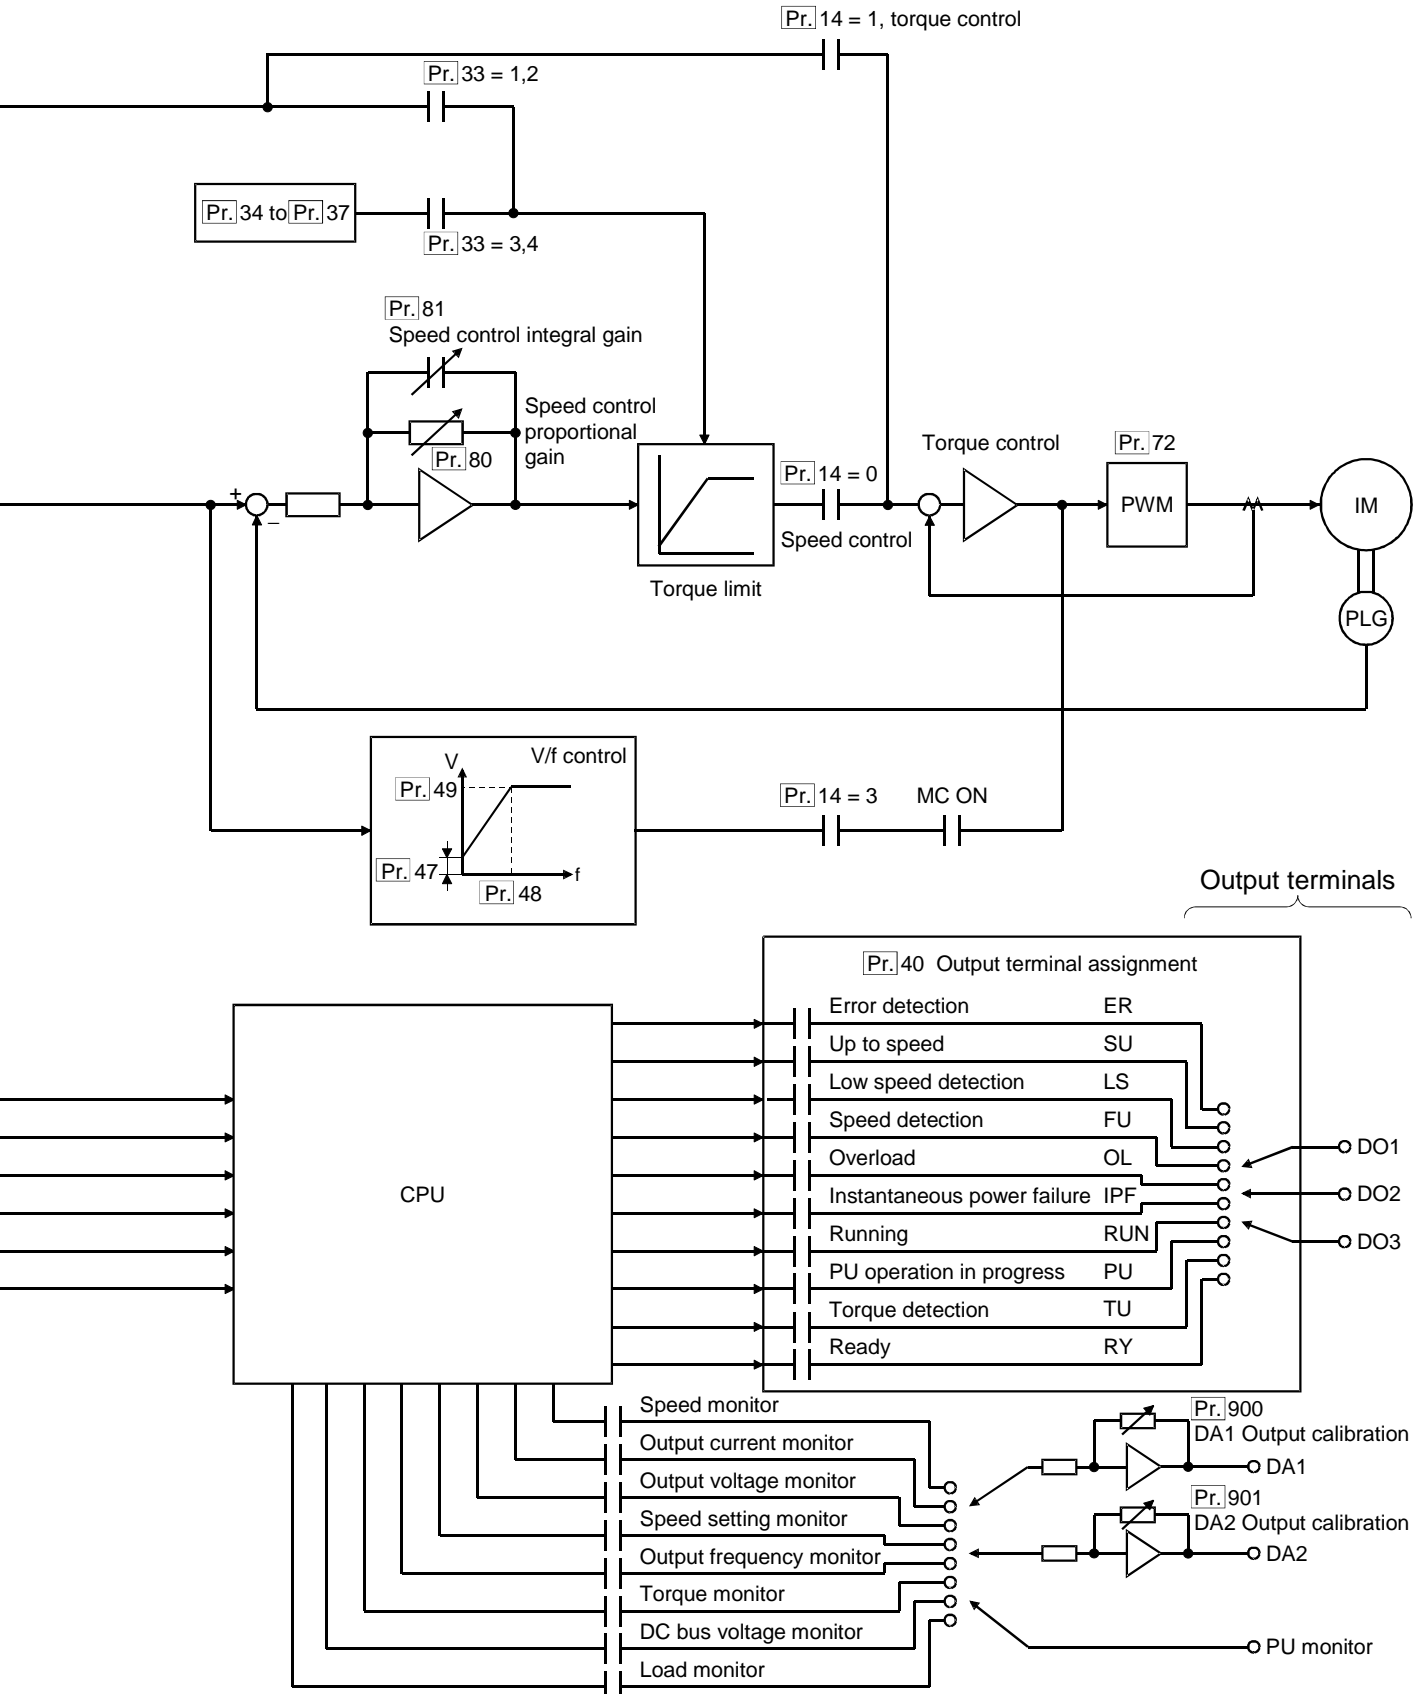 Pr. 14 = 1, torque control
Pr. 33 = 1,2
Pr. 34 to Pr. 37
Pr. 33 = 3,4
Pr. 81
Speed control integral gain
Speed control
proportional
gain
Pr. 80
Torque control
Pr. 72
Pr. 14 = 0
+
−
PWM
IM
Speed control
Torque limit
PLG
V
V/f control
Pr. 49
Pr. 14 = 3
MC ON
Pr. 47
f
Pr. 48
Output terminals
Pr. 40 Output terminal assignment
Error detection ER
Up to speed SU
Low speed detection LS
Speed detection FU
Overload OL
Instantaneous power failure IPF
Running RUN
PU operation in progress PU
Torque detection TU
Ready RY
DO1
DO2
DO3
CPU
Speed monitor
Output current monitor
Output voltage monitor
Speed setting monitor
Output frequency monitor
Torque monitor
DC bus voltage monitor
Load monitor
Pr. 900
DA1 Output calibration
DA1
Pr. 901
DA2 Output calibration
DA2
PU monitor